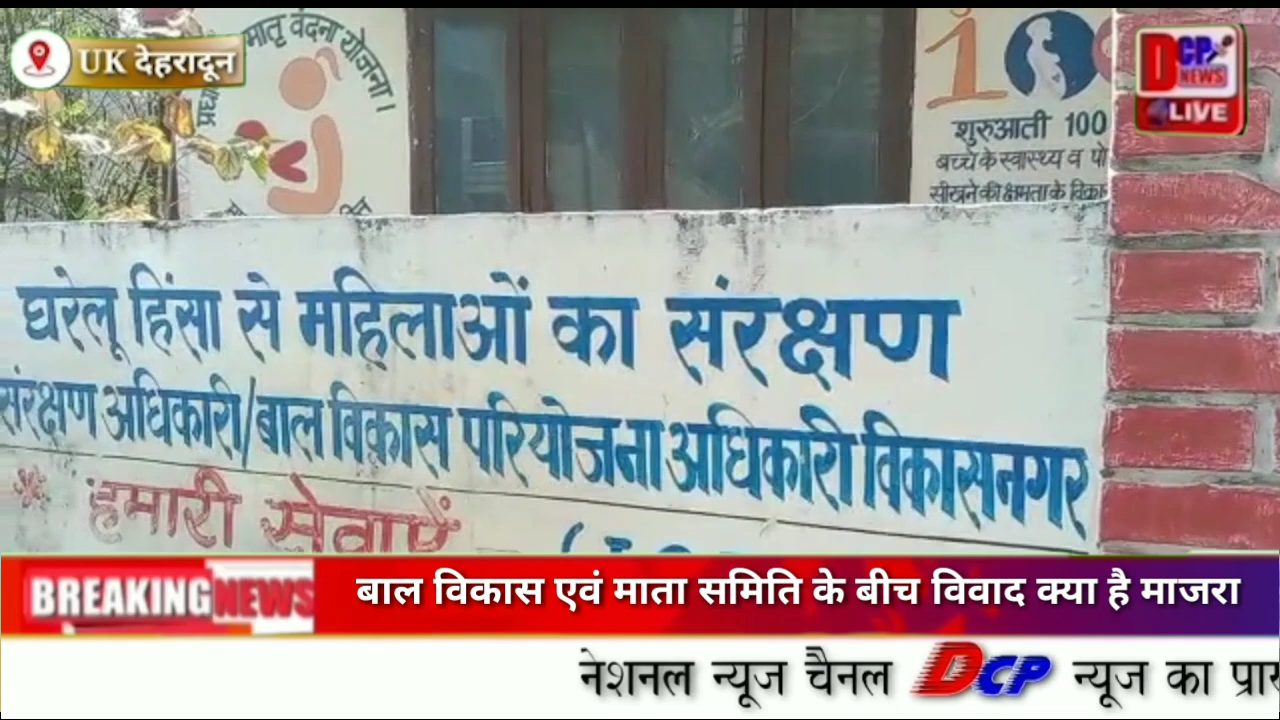 UK देहरादून
मातृ वंदना योजना।
DCP
NEWS
4LIVE
शुरुआती 100
बच्चे के स्वास्थ्य व
सीखने की क्षमता के
घरेलू हिंसा से महिलाओं का संरक्षण
संरक्षण अधिकारी/बाल विकास परियोजना अधिकारी विकासनगर
हमारी सेवाएँ
BREAKING NEWS
बाल विकास एवं माता समिति के बीच विवाद क्या है माजरा
नेशनल न्यूज चैनल DCP न्यूज का